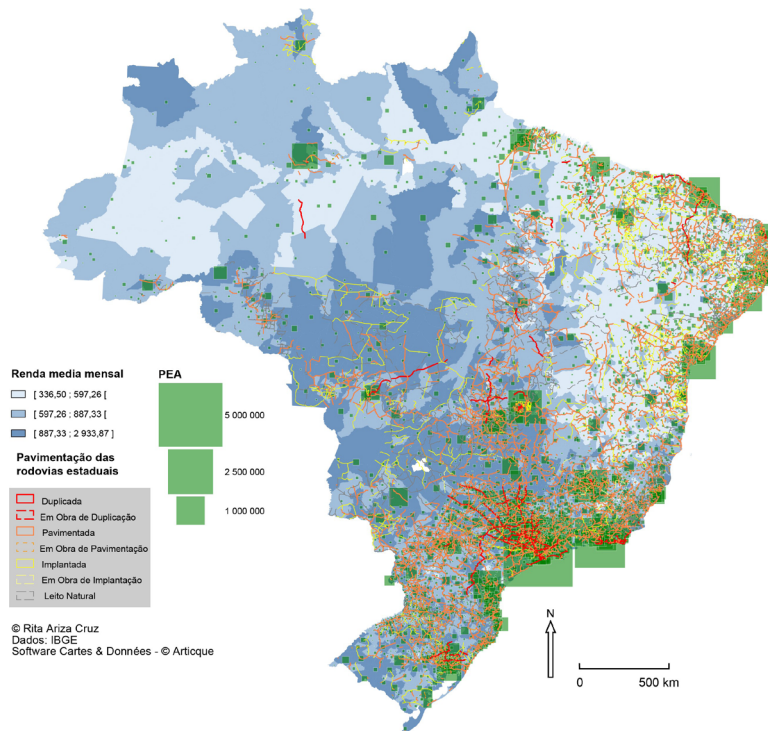 Renda media mensal
[ 336,50 ; 597,26 [
[ 597,26 ; 887,33 [
[ 887,33 ; 2 933,87 ]
PEA
5 000 000
2 500 000
1 000 000
Pavimentação das
rodovias estaduais
Duplicada
Em Obra de Duplicação
Pavimentada
Em Obra de Pavimentação
Implantada
Em Obra de Implantação
Leito Natural
© Rita Ariza Cruz
Dados: IBGE
Software Cartes & Données - © Articque
N
0 500 km